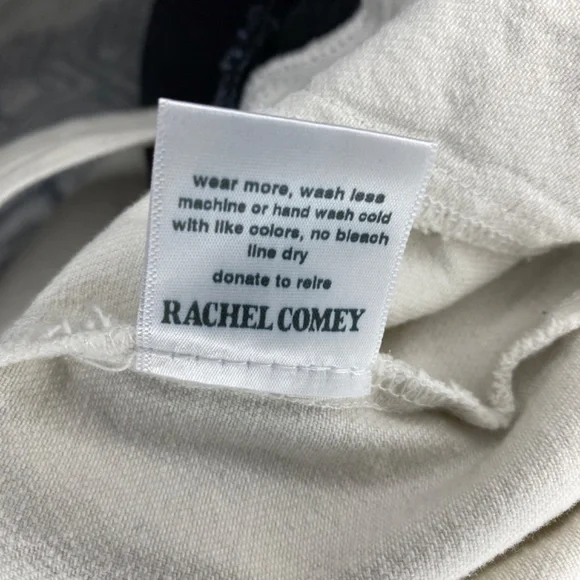 wear more, wash less
machine or hand wash cold
with like colors, no bleach
line dry
donate to reire
RACHEL COMEY